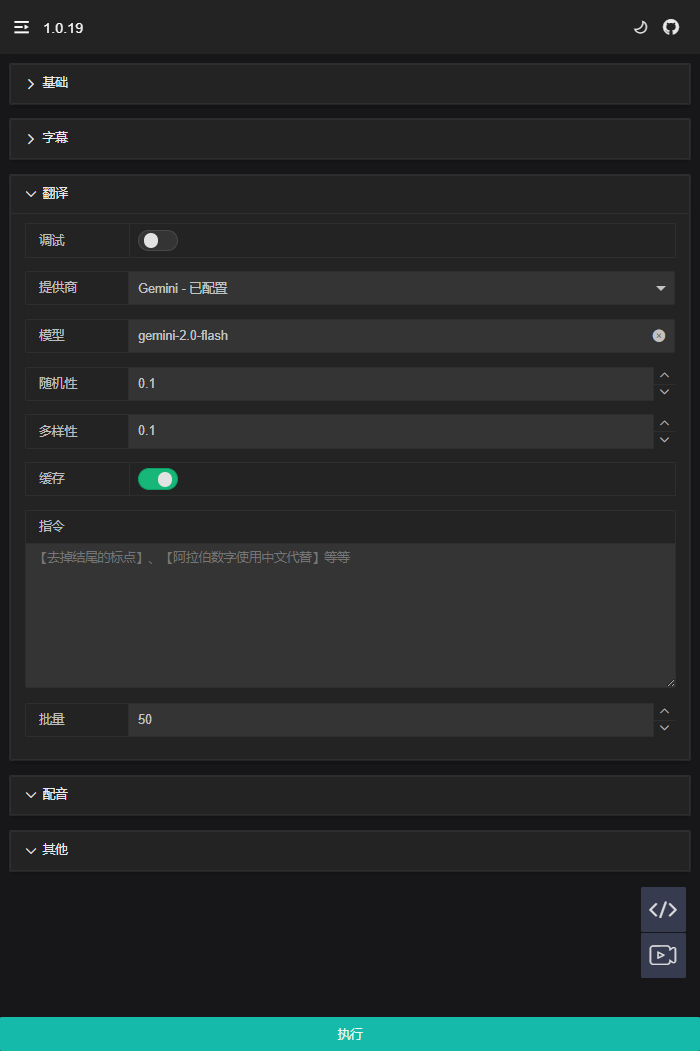 1.0.19
基础
字幕
翻译
调试
提供商
Gemini - 已配置
模型
gemini-2.0-flash
随机性
0.1
多样性
0.1
缓存
指令
【去掉结尾的标点】、【阿拉伯数字使用中文代替】等等
批量
50
配音
其他
执行